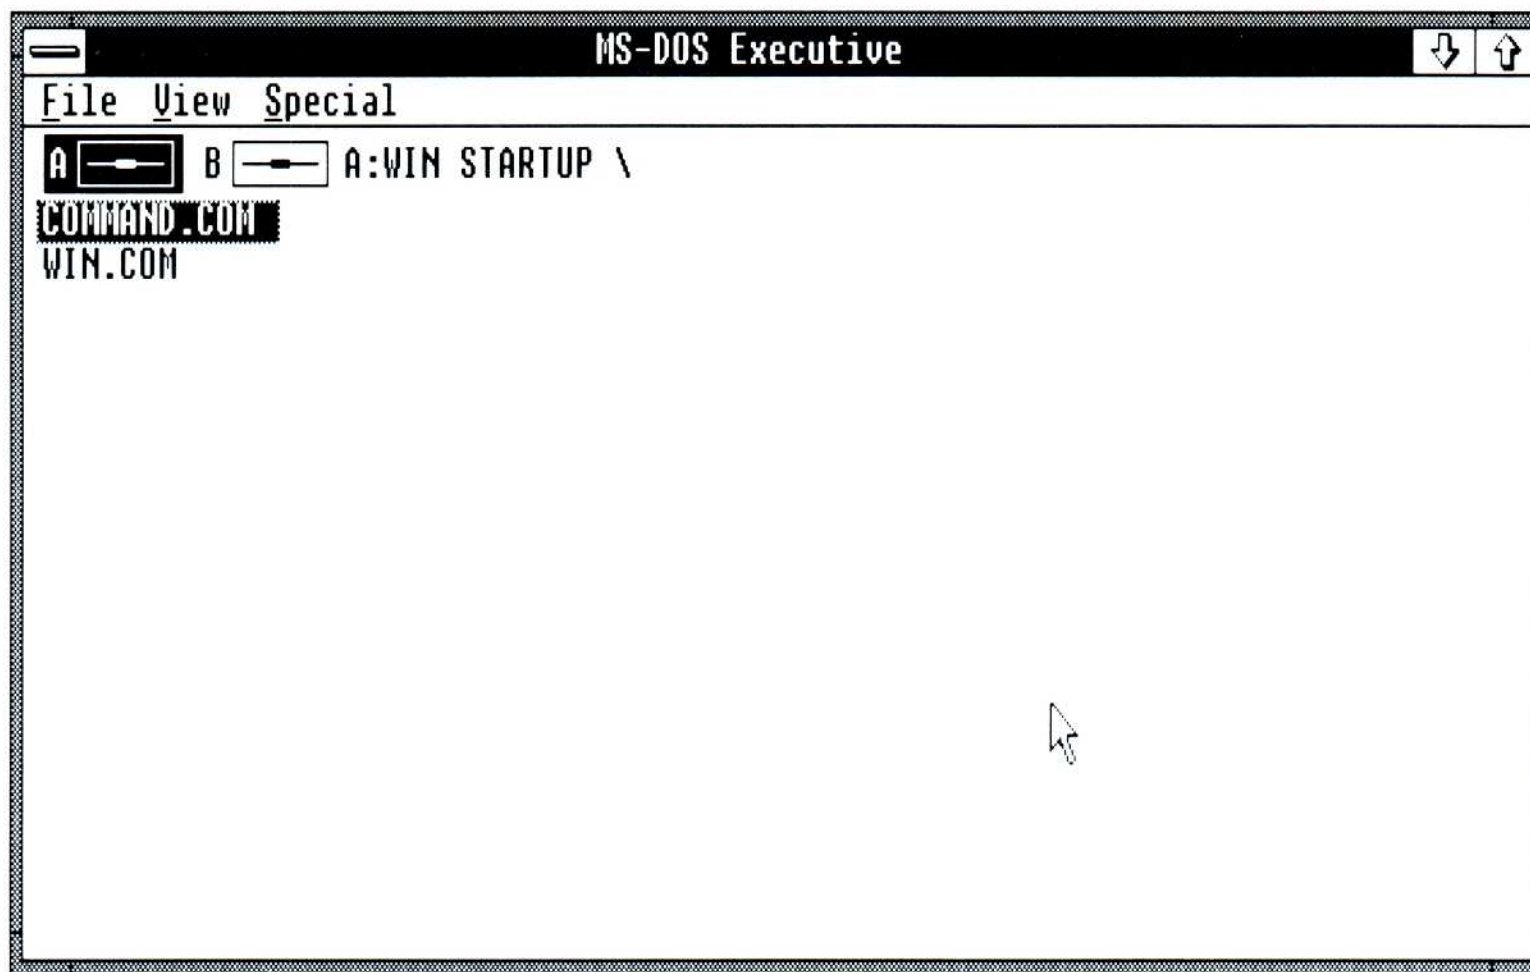 MS-DOS Executive
File View Special
A B A:WIN STARTUP \
COMMAND.COM
WIN.COM